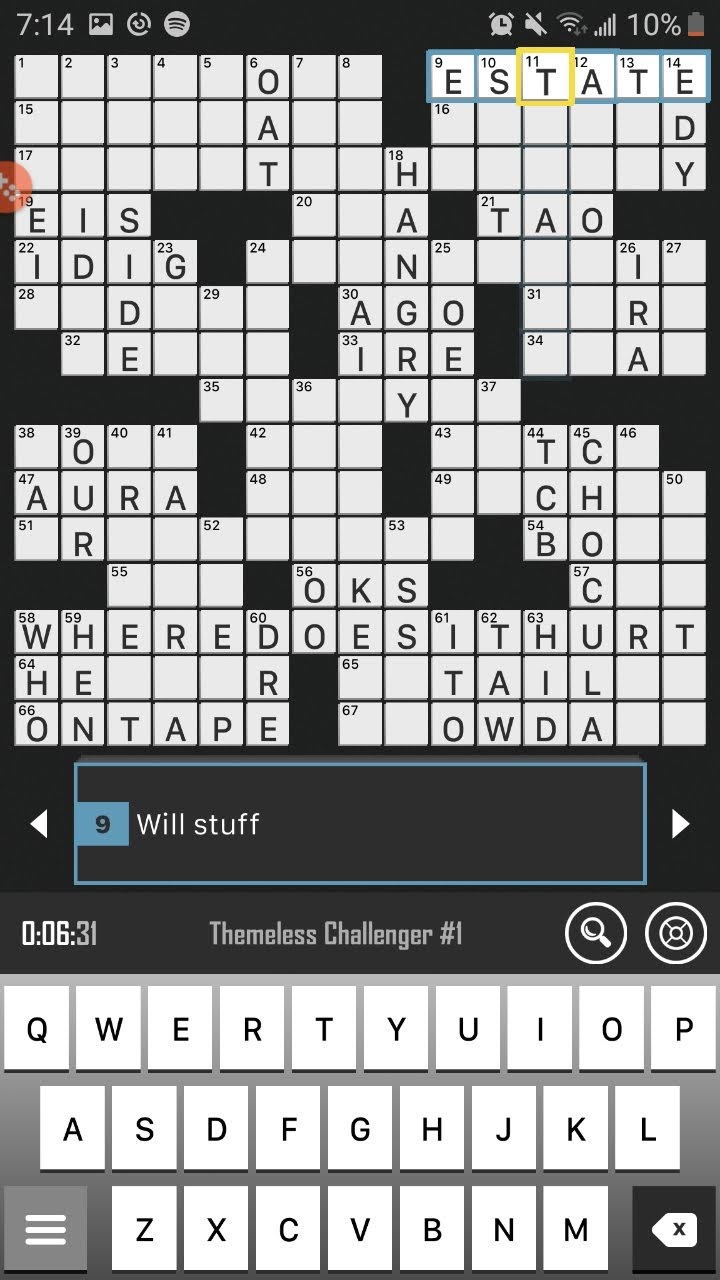 7:14 10%
1 2 3 4 5 6 O 7 8 9 E 10 S 11 T 12 A 13 T 14 E
15 A 16 D
17 T 18 H Y
19 E I S 20 A 21 T A O
22 I D I 23 G 24 N 25 26 I 27
28 D 29 30 A G O 31 R
32 E 33 I R E 34 A
35 36 Y 37
38 39 O 40 41 42 43 44 T 45 C 46
47 A U R A 48 49 C H 50
51 R 52 53 54 B O
55 56 O K S 57 C
58 W 59 H E R E 60 D O E S 61 I 62 T 63 H U R T
64 H E R 65 T A I L
66 O N T A P E 67 O W D A
9 Will stuff
0:06:31 Themeless Challenger #1
Q W E R T Y U I O P
A S D F G H J K L
Z X C V B N M x